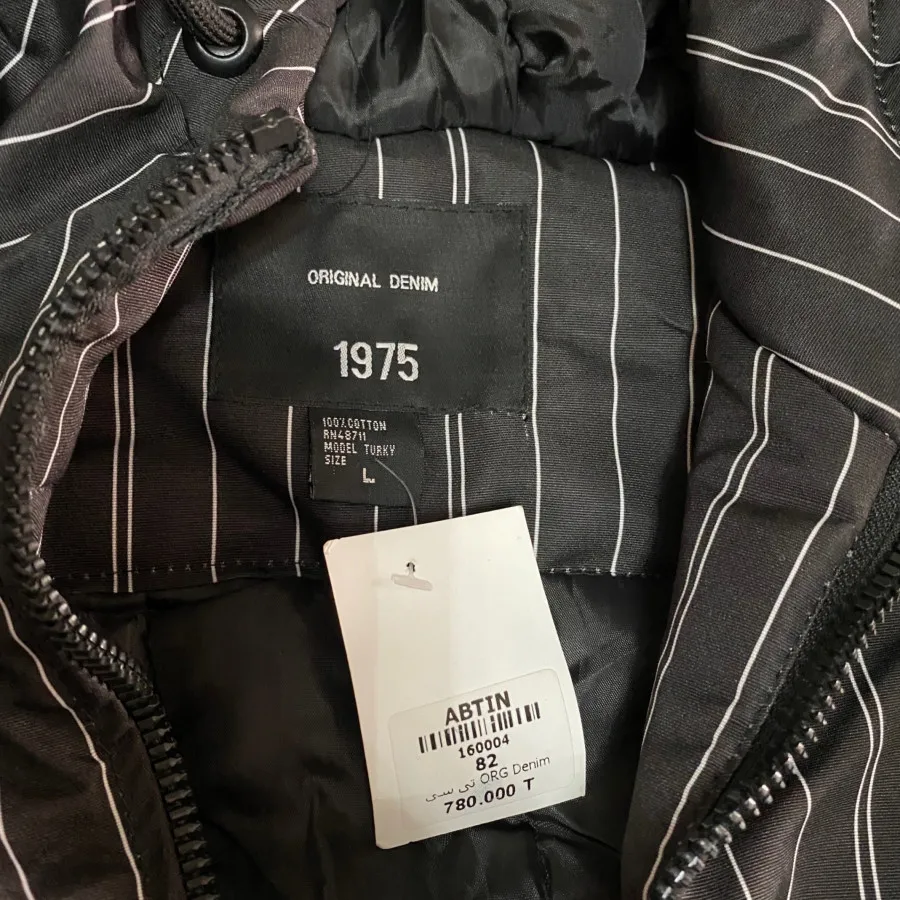 ORIGINAL DENIM
1975
100% COTTON
RN48711
MODEL TURKY
SIZE
L
ABTIN
160004
82
ORG Denim تی سی
780.000 T